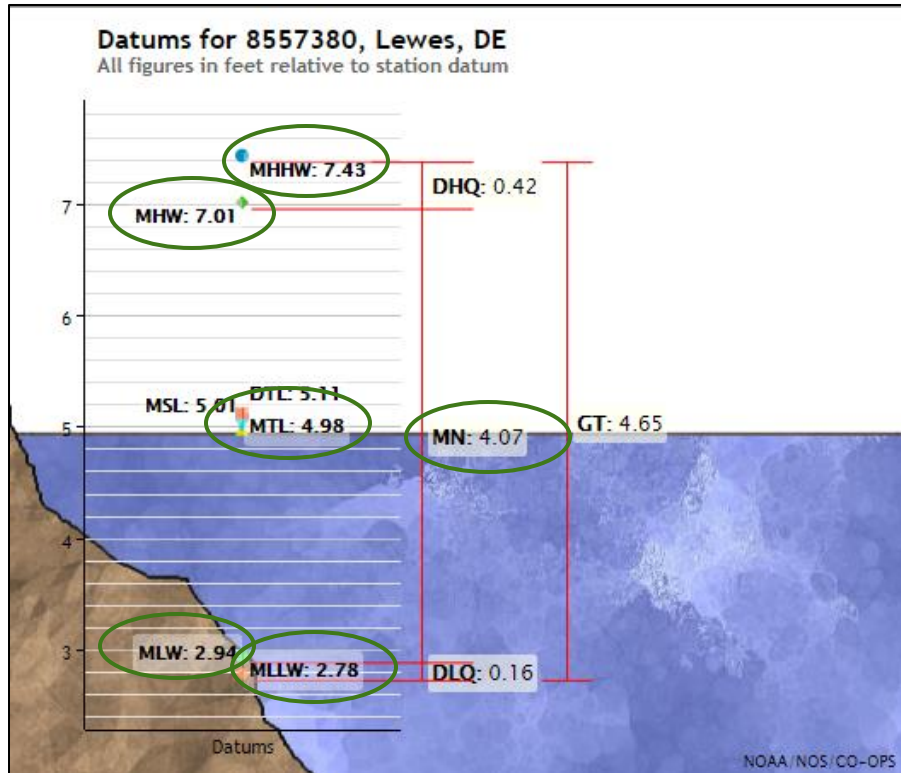 Datums for 8557380, Lewes, DE
All figures in feet relative to station datum
MHHW: 7.43
DHQ: 0.42
7
MHW: 7.01
6
DTL: 5.11
MSL: 5.01
5
MTL: 4.98
MN: 4.07
GT: 4.65
4
3
MLW: 2.94
MLLW: 2.78
DLQ: 0.16
Datums
NOAA/NOS/CO-OPS